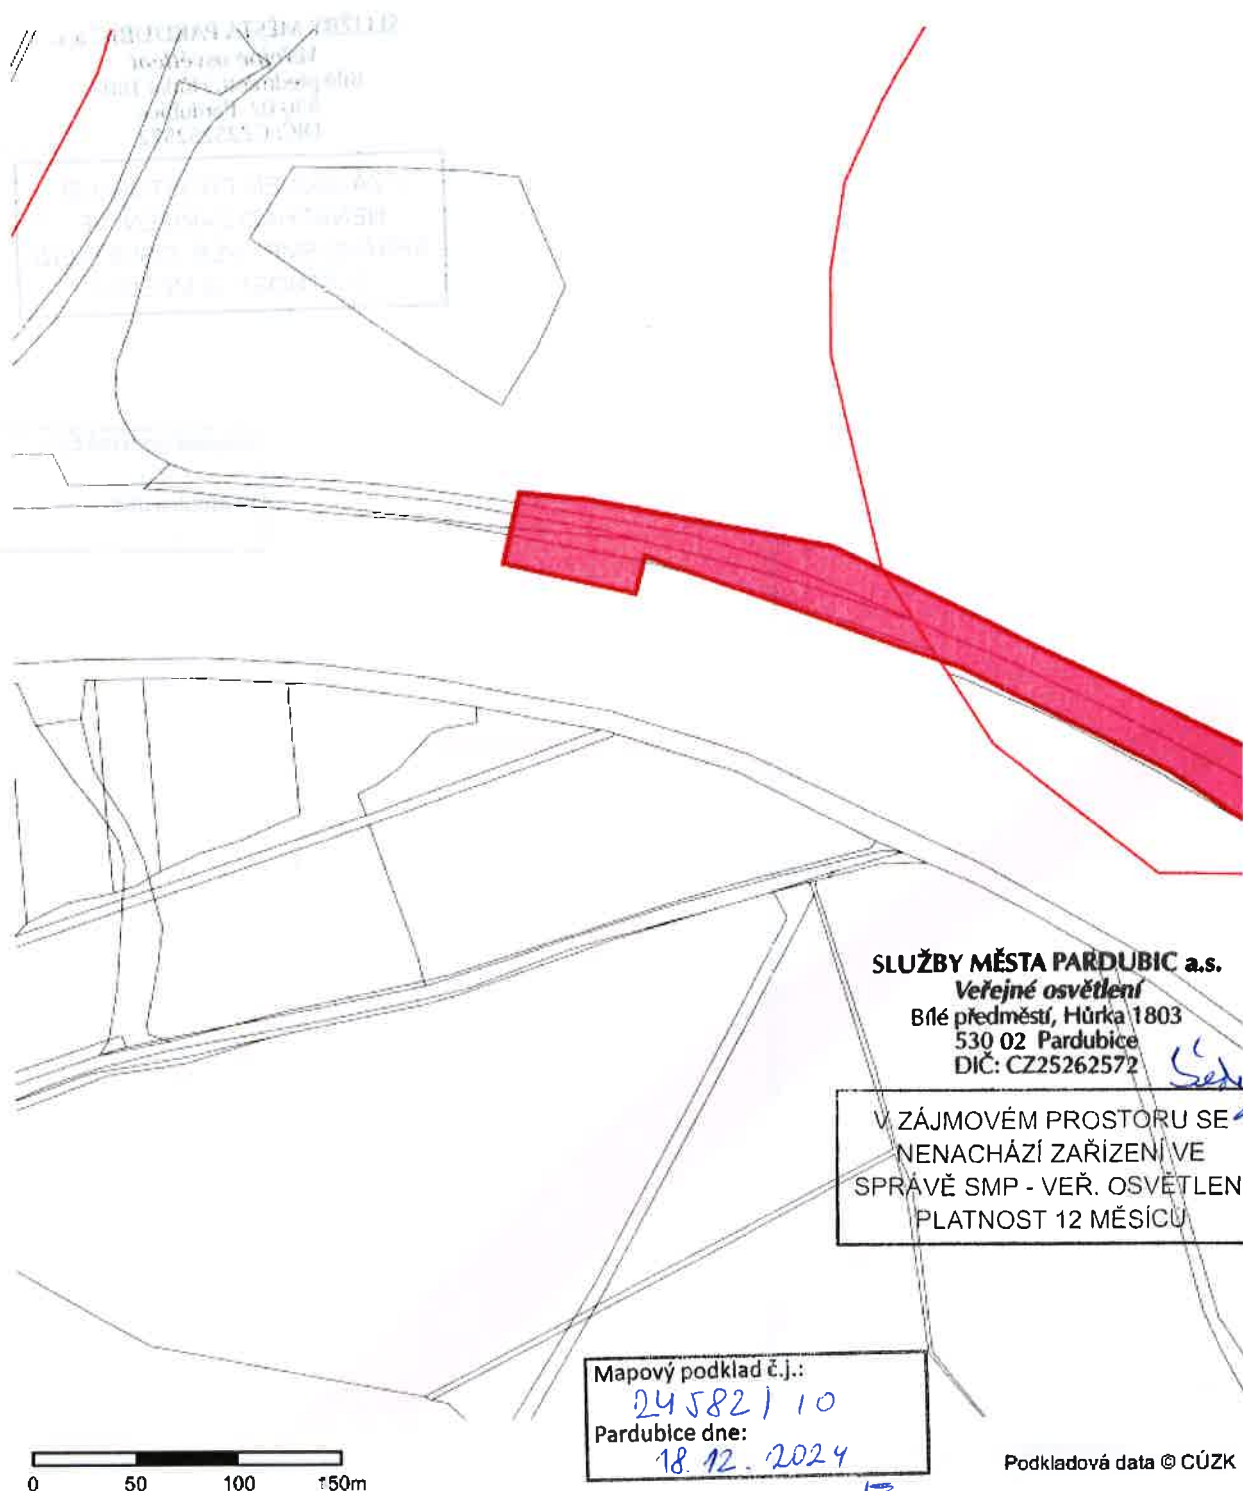 SLUŽBY MĚSTA PARDUBIC a.s.
Veřejné osvětlení
Bílé předměstí, Hůrka 1803
530 02 Pardubice
DIČ: CZ25262572
V ZÁJMOVÉM PROSTORU SE
NENACHÁZÍ ZAŘÍZENÍ VE
SPRÁVĚ SMP - VEŘ. OSVĚTLEN
PLATNOST 12 MĚSÍCŮ
Mapový podklad č.j.:
24582/10
Pardubice dne:
18. 12. 2024
0 50 100 150m
Podkladová data © ČÚZK